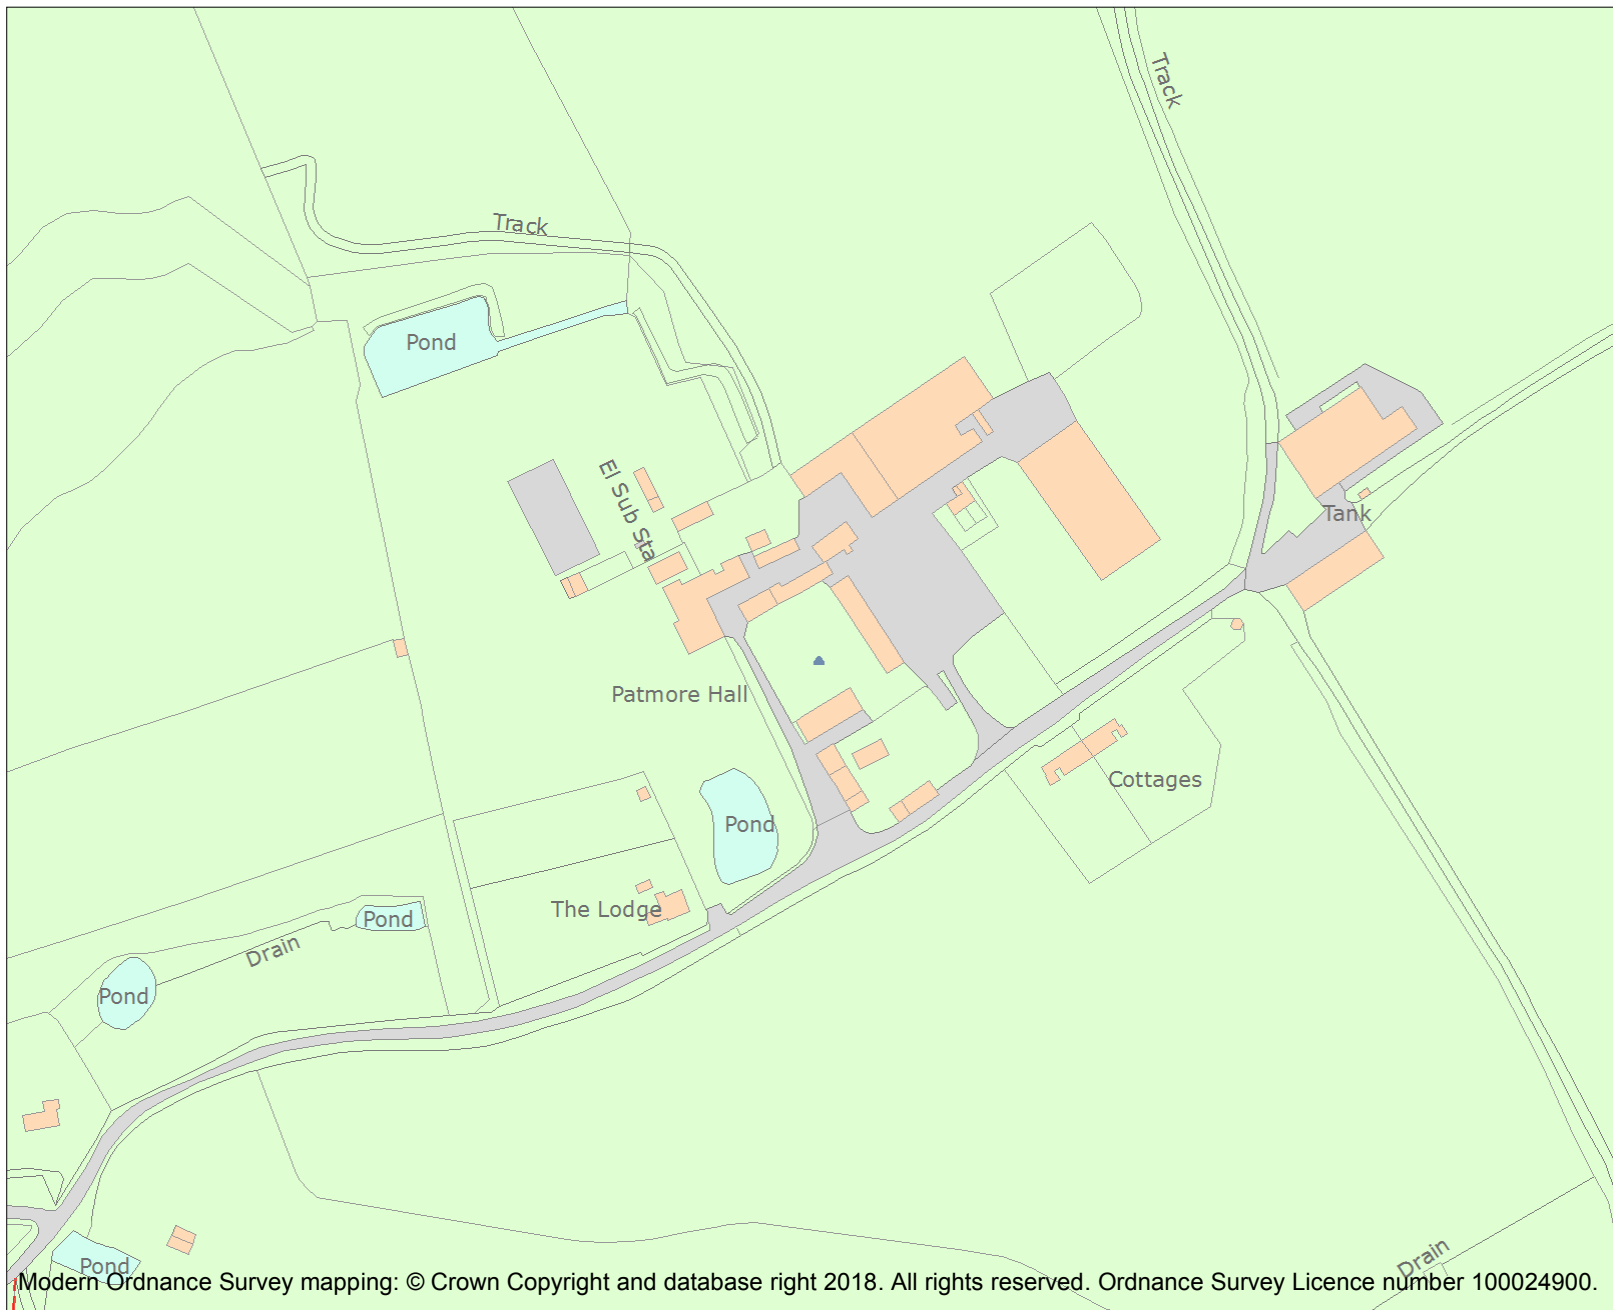 Track
Track
Pond
El Sub Sta
Tank
Patmore Hall
Cottages
Pond
The Lodge
Pond
Drain
Pond
Drain
Pond
Modern Ordnance Survey mapping: © Crown Copyright and database right 2018. All rights reserved. Ordnance Survey Licence number 100024900.